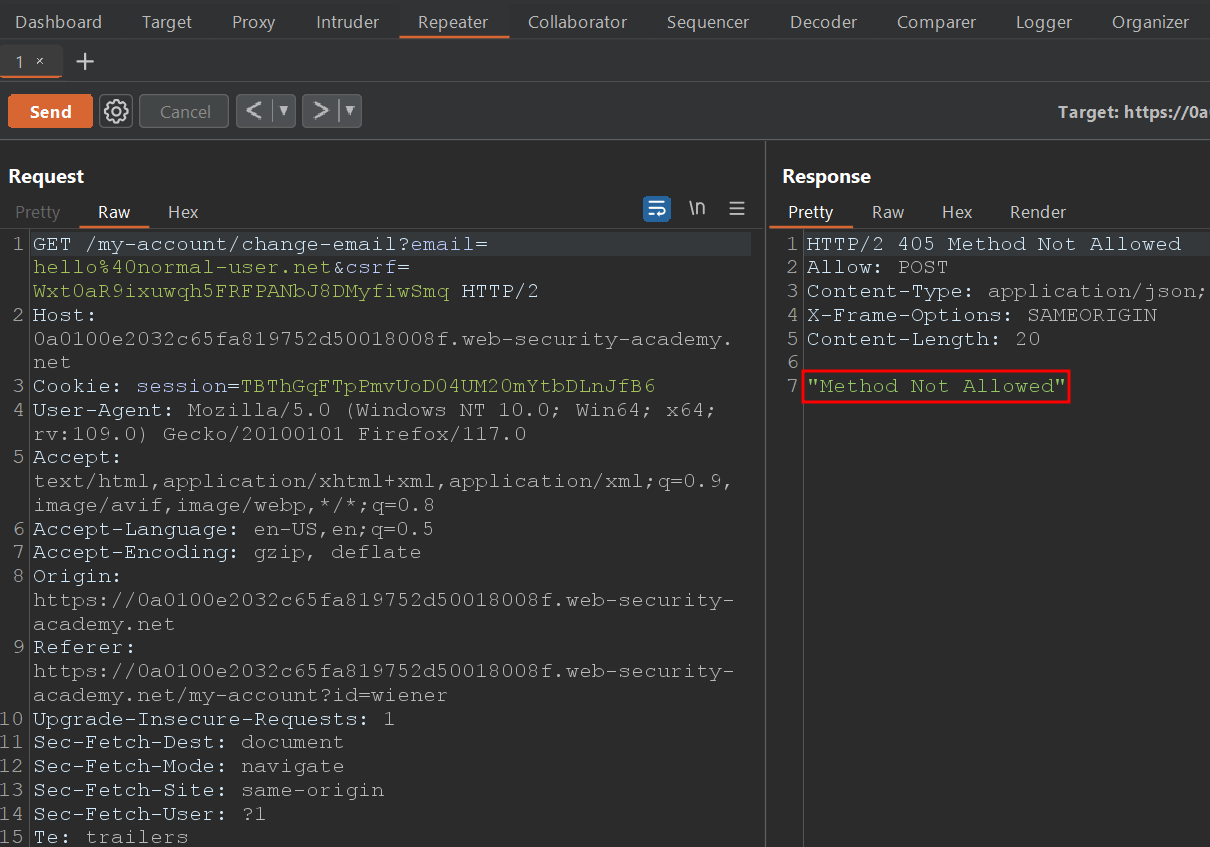 Dashboard Target Proxy Intruder Repeater Collaborator Sequencer Decoder Comparer Logger Organizer
1 × +
Send Cancel < ▼ > ▼ Target: https://0a
Request
Pretty Raw Hex \n
1 GET /my-account/change-email?email=
hello%40normal-user.net&csrf=
WxtOaR9ixuwqh5FRFPANbJ8DMyfiwSmq HTTP/2
2 Host:
0a0100e2032c65fa819752d50018008f.web-security-academy.
net
3 Cookie: session=TBThGqFTpPmvUoDO4UM20mYtbDLnJfB6
4 User-Agent: Mozilla/5.0 (Windows NT 10.0; Win64; x64;
rv:109.0) Gecko/20100101 Firefox/117.0
5 Accept:
text/html,application/xhtml+xml,application/xml;q=0.9,
image/avif,image/webp,*/*;q=0.8
6 Accept-Language: en-US,en;q=0.5
7 Accept-Encoding: gzip, deflate
8 Origin:
https://0a0100e2032c65fa819752d50018008f.web-security-
academy.net
9 Referer:
https://0a0100e2032c65fa819752d50018008f.web-security-
academy.net/my-account?id=wiener
10 Upgrade-Insecure-Requests: 1
11 Sec-Fetch-Dest: document
12 Sec-Fetch-Mode: navigate
13 Sec-Fetch-Site: same-origin
14 Sec-Fetch-User: ?1
15 Te: trailers
Response
Pretty Raw Hex Render
1 HTTP/2 405 Method Not Allowed
2 Allow: POST
3 Content-Type: application/json;
4 X-Frame-Options: SAMEORIGIN
5 Content-Length: 20
6
7 "Method Not Allowed"